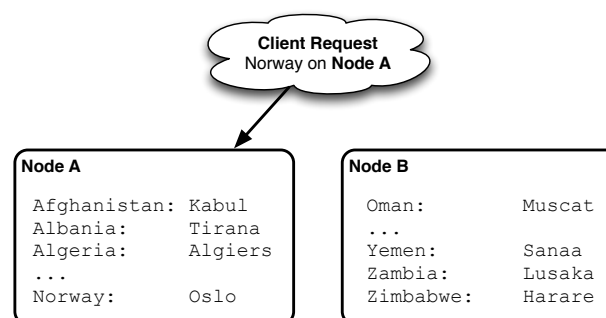 Client Request
Norway on Node A
Node A
Afghanistan: Kabul
Albania: Tirana
Algeria: Algiers
...
Norway: Oslo
Node B
Oman: Muscat
...
Yemen: Sanaa
Zambia: Lusaka
Zimbabwe: Harare